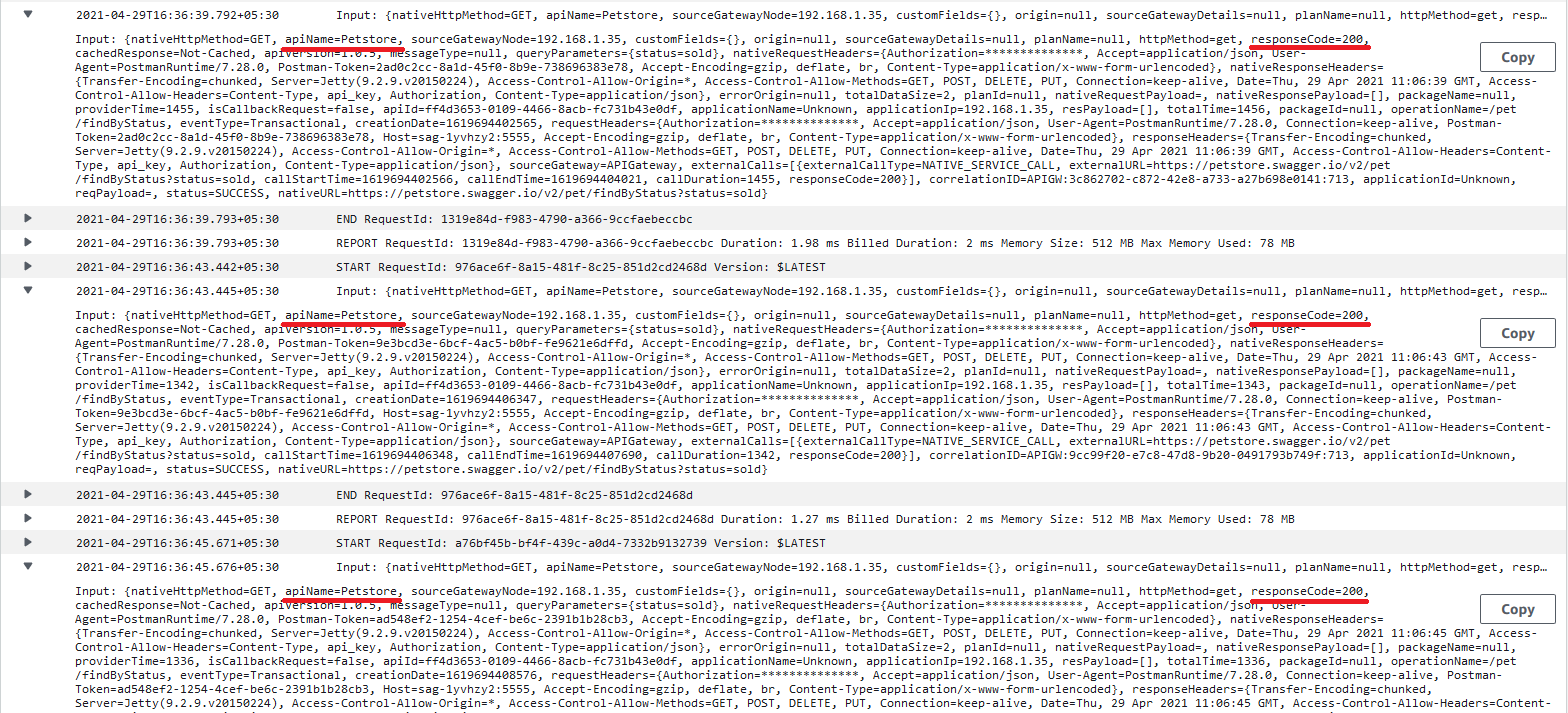 2021-04-29T16:36:39.792+05:30 Input: {nativeHttpMethod=GET, apiName=Petstore, sourceGatewayNode=192.168.1.35, customFields={}, origin=null, sourceGatewayDetails=null, planName=null, httpMethod=get, resp…
Input: {nativeHttpMethod=GET, apiName=Petstore, sourceGatewayNode=192.168.1.35, customFields={}, origin=null, sourceGatewayDetails=null, planName=null, httpMethod=get, responseCode=200,
cachedResponse=Not-Cached, apiVersion=1.0.5, messageType=null, queryParameters={status=sold}, nativeRequestHeaders={Authorization=**************, Accept=application/json, User-
Copy
Agent=PostmanRuntime/7.28.0, Postman-Token=2ad0c2cc-8a1d-45f0-8b9e-738696383e78, Accept-Encoding=gzip, deflate, br, Content-Type=application/x-www-form-urlencoded}, nativeResponseHeaders=
{Transfer-Encoding=chunked, Server=Jetty(9.2.9.v20150224), Access-Control-Allow-Origin=*, Access-Control-Allow-Methods=GET, POST, DELETE, PUT, Connection=keep-alive, Date=Thu, 29 Apr 2021 11:06:39 GMT, Access-
Control-Allow-Headers=Content-Type, api_key, Authorization, Content-Type=application/json}, errorOrigin=null, totalDataSize=2, planId=null, nativeRequestPayload=, nativeResponsePayload=[], packageName=null,
providerTime=1455, isCallbackRequest=false, apiId=ff4d3653-0109-4466-8acb-fc731b43e0df, applicationName=Unknown, applicationIp=192.168.1.35, resPayload=[], totalTime=1456, packageId=null, operationName=/pet
/findByStatus, eventType=Transactional, creationDate=1619694402565, requestHeaders={Authorization=**************, Accept=application/json, User-Agent=PostmanRuntime/7.28.0, Connection=keep-alive, Postman-
Token=2ad0c2cc-8a1d-45f0-8b9e-738696383e78, Host=sag-1yvhzy2:5555, Accept-Encoding=gzip, deflate, br, Content-Type=application/x-www-form-urlencoded}, responseHeaders={Transfer-Encoding=chunked,
Server=Jetty(9.2.9.v20150224), Access-Control-Allow-Origin=*, Access-Control-Allow-Methods=GET, POST, DELETE, PUT, Connection=keep-alive, Date=Thu, 29 Apr 2021 11:06:39 GMT, Access-Control-Allow-Headers=Content-
Type, api_key, Authorization, Content-Type=application/json}, sourceGateway=APIGateway, externalCalls=[{externalCallType=NATIVE_SERVICE_CALL, externalURL=https://petstore.swagger.io/v2/pet
/findByStatus?status=sold, callStartTime=1619694402566, callEndTime=1619694404021, callDuration=1455, responseCode=200}], correlationID=APIGW:3c862702-c872-42e8-a733-a27b698e0141:713, applicationId=Unknown,
reqPayload=, status=SUCCESS, nativeURL=https://petstore.swagger.io/v2/pet/findByStatus?status=sold}
2021-04-29T16:36:39.793+05:30 END RequestId: 1319e84d-f983-4790-a366-9ccfaebeccbc
2021-04-29T16:36:39.793+05:30 REPORT RequestId: 1319e84d-f983-4790-a366-9ccfaebeccbc Duration: 1.98 ms Billed Duration: 2 ms Memory Size: 512 MB Max Memory Used: 78 MB
2021-04-29T16:36:43.442+05:30 START RequestId: 976ace6f-8a15-481f-8c25-851d2cd2468d Version: $LATEST
2021-04-29T16:36:43.445+05:30 Input: {nativeHttpMethod=GET, apiName=Petstore, sourceGatewayNode=192.168.1.35, customFields={}, origin=null, sourceGatewayDetails=null, planName=null, httpMethod=get, resp…
Input: {nativeHttpMethod=GET, apiName=Petstore, sourceGatewayNode=192.168.1.35, customFields={}, origin=null, sourceGatewayDetails=null, planName=null, httpMethod=get, responseCode=200,
cachedResponse=Not-Cached, apiVersion=1.0.5, messageType=null, queryParameters={status=sold}, nativeRequestHeaders={Authorization=**************, Accept=application/json, User-
Copy
Agent=PostmanRuntime/7.28.0, Postman-Token=9e3bcd3e-6bcf-4ac5-b0bf-fe9621e6dffd, Accept-Encoding=gzip, deflate, br, Content-Type=application/x-www-form-urlencoded}, nativeResponseHeaders=
{Transfer-Encoding=chunked, Server=Jetty(9.2.9.v20150224), Access-Control-Allow-Origin=*, Access-Control-Allow-Methods=GET, POST, DELETE, PUT, Connection=keep-alive, Date=Thu, 29 Apr 2021 11:06:43 GMT, Access-
Control-Allow-Headers=Content-Type, api_key, Authorization, Content-Type=application/json}, errorOrigin=null, totalDataSize=2, planId=null, nativeRequestPayload=, nativeResponsePayload=[], packageName=null,
providerTime=1342, isCallbackRequest=false, apiId=ff4d3653-0109-4466-8acb-fc731b43e0df, applicationName=Unknown, applicationIp=192.168.1.35, resPayload=[], totalTime=1343, packageId=null, operationName=/pet
/findByStatus, eventType=Transactional, creationDate=1619694406347, requestHeaders={Authorization=**************, Accept=application/json, User-Agent=PostmanRuntime/7.28.0, Connection=keep-alive, Postman-
Token=9e3bcd3e-6bcf-4ac5-b0bf-fe9621e6dffd, Host=sag-1yvhzy2:5555, Accept-Encoding=gzip, deflate, br, Content-Type=application/x-www-form-urlencoded}, responseHeaders={Transfer-Encoding=chunked,
Server=Jetty(9.2.9.v20150224), Access-Control-Allow-Origin=*, Access-Control-Allow-Methods=GET, POST, DELETE, PUT, Connection=keep-alive, Date=Thu, 29 Apr 2021 11:06:43 GMT, Access-Control-Allow-Headers=Content-
Type, api_key, Authorization, Content-Type=application/json}, sourceGateway=APIGateway, externalCalls=[{externalCallType=NATIVE_SERVICE_CALL, externalURL=https://petstore.swagger.io/v2/pet
/findByStatus?status=sold, callStartTime=1619694406348, callEndTime=1619694407690, callDuration=1342, responseCode=200}], correlationID=APIGW:9cc99f20-e7c8-47d8-9b20-0491793b749f:713, applicationId=Unknown,
reqPayload=, status=SUCCESS, nativeURL=https://petstore.swagger.io/v2/pet/findByStatus?status=sold}
2021-04-29T16:36:43.445+05:30 END RequestId: 976ace6f-8a15-481f-8c25-851d2cd2468d
2021-04-29T16:36:43.445+05:30 REPORT RequestId: 976ace6f-8a15-481f-8c25-851d2cd2468d Duration: 1.27 ms Billed Duration: 2 ms Memory Size: 512 MB Max Memory Used: 78 MB
2021-04-29T16:36:45.671+05:30 START RequestId: a76bf45b-bf4f-439c-a0d4-7332b9132739 Version: $LATEST
2021-04-29T16:36:45.676+05:30 Input: {nativeHttpMethod=GET, apiName=Petstore, sourceGatewayNode=192.168.1.35, customFields={}, origin=null, sourceGatewayDetails=null, planName=null, httpMethod=get, resp…
Input: {nativeHttpMethod=GET, apiName=Petstore, sourceGatewayNode=192.168.1.35, customFields={}, origin=null, sourceGatewayDetails=null, planName=null, httpMethod=get, responseCode=200,
cachedResponse=Not-Cached, apiVersion=1.0.5, messageType=null, queryParameters={status=sold}, nativeRequestHeaders={Authorization=**************, Accept=application/json, User-
Copy
Agent=PostmanRuntime/7.28.0, Postman-Token=ad548ef2-1254-4cef-be6c-2391b1b28cb3, Accept-Encoding=gzip, deflate, br, Content-Type=application/x-www-form-urlencoded}, nativeResponseHeaders=
{Transfer-Encoding=chunked, Server=Jetty(9.2.9.v20150224), Access-Control-Allow-Origin=*, Access-Control-Allow-Methods=GET, POST, DELETE, PUT, Connection=keep-alive, Date=Thu, 29 Apr 2021 11:06:45 GMT, Access-
Control-Allow-Headers=Content-Type, api_key, Authorization, Content-Type=application/json}, errorOrigin=null, totalDataSize=2, planId=null, nativeRequestPayload=, nativeResponsePayload=[], packageName=null,
providerTime=1336, isCallbackRequest=false, apiId=ff4d3653-0109-4466-8acb-fc731b43e0df, applicationName=Unknown, applicationIp=192.168.1.35, resPayload=[], totalTime=1336, packageId=null, operationName=/pet
/findByStatus, eventType=Transactional, creationDate=1619694408576, requestHeaders={Authorization=**************, Accept=application/json, User-Agent=PostmanRuntime/7.28.0, Connection=keep-alive, Postman-
Token=ad548ef2-1254-4cef-be6c-2391b1b28cb3, Host=sag-1yvhzy2:5555, Accept-Encoding=gzip, deflate, br, Content-Type=application/x-www-form-urlencoded}, responseHeaders={Transfer-Encoding=chunked,
Server=Jetty(9.2.9.v20150224), Access-Control-Allow-Origin=*, Access-Control-Allow-Methods=GET, POST, DELETE, PUT, Connection=keep-alive, Date=Thu, 29 Apr 2021 11:06:45 GMT, Access-Control-Allow-Headers=Content-